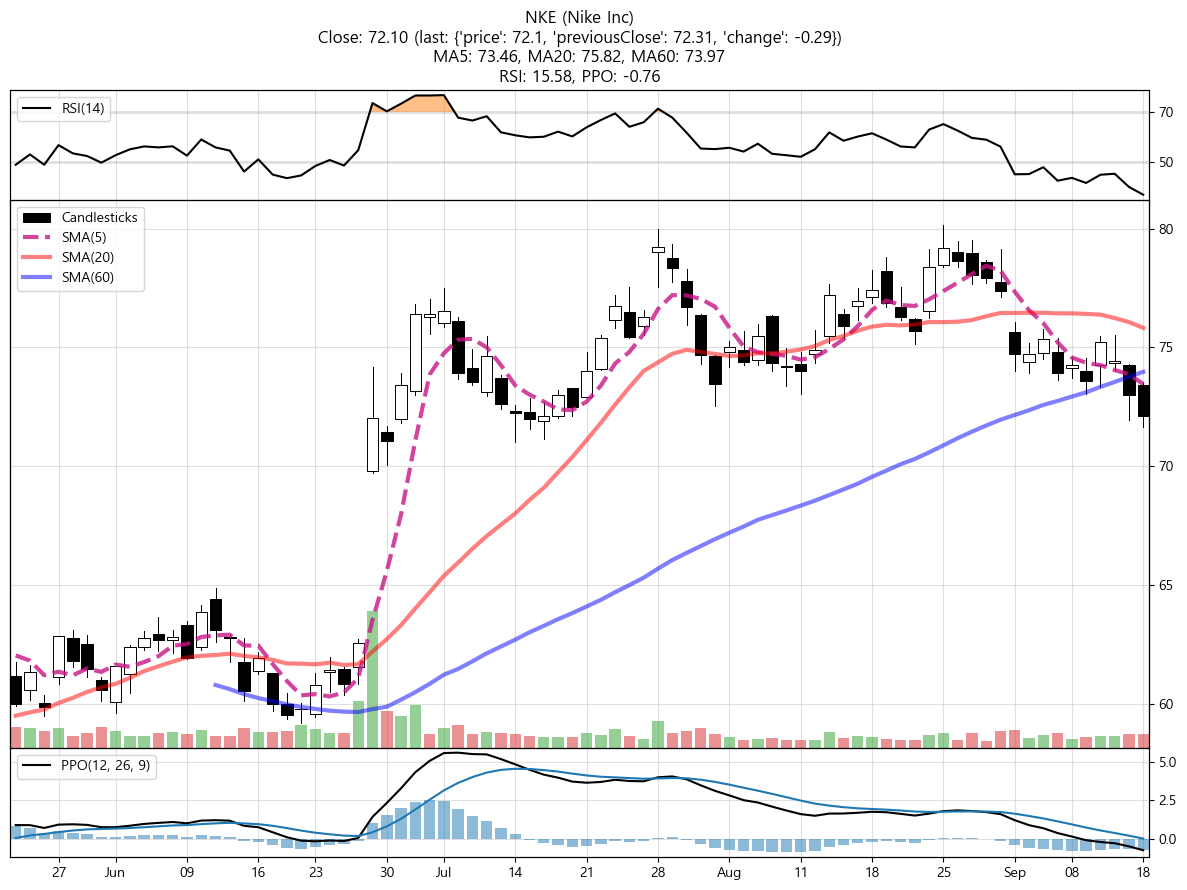 NKE (Nike Inc)
Close: 72.10 (last: {'price': 72.1, 'previousClose': 72.31, 'change': -0.29})
MA5: 73.46, MA20: 75.82, MA60: 73.97
RSI: 15.58, PPO: -0.76
RSI(14)
70
50
Candlesticks
SMA(5)
SMA(20)
SMA(60)
80
75
70
65
60
PPO(12, 26, 9)
5.0
2.5
0.0
27 Jun 09 16 23 30 Jul 14 21 28 Aug 11 18 25 Sep 08 18